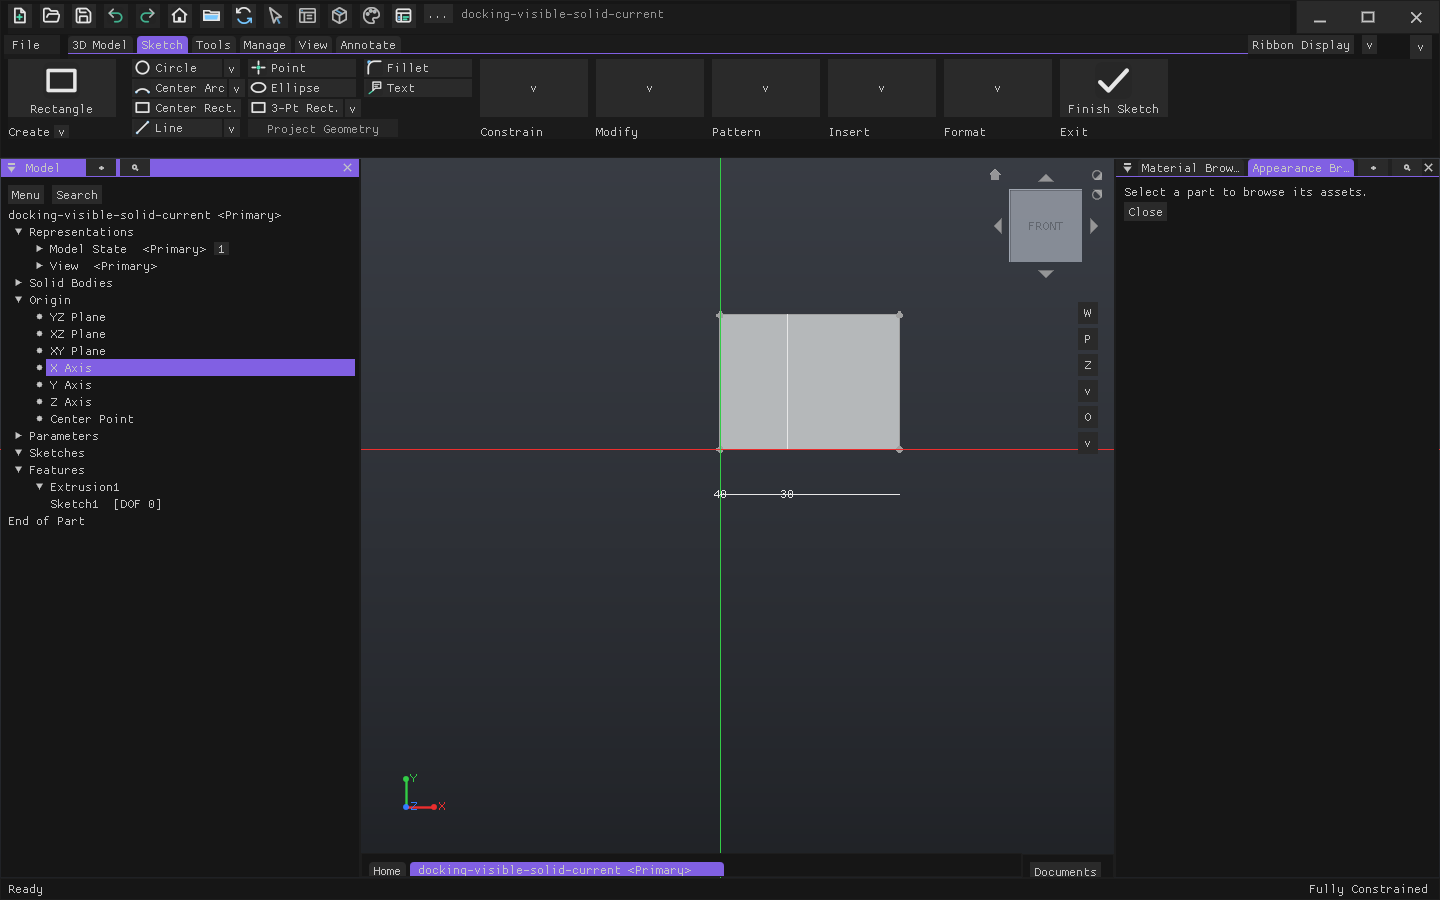 ... docking-visible-solid-current
File 3D Model Sketch Tools Manage View Annotate Ribbon Display v v
Circle v Point Fillet
Center Arc v Ellipse Text
Rectangle Center Rect. 3-Pt Rect. v v v v v v Finish Sketch
Line v Project Geometry
Create v Constrain Modify Pattern Insert Format Exit
Model
Menu Search
docking-visible-solid-current <Primary>
Representations
Model State <Primary> 1
View <Primary>
Solid Bodies
Origin
YZ Plane
XZ Plane
XY Plane
X Axis
Y Axis
Z Axis
Center Point
Parameters
Sketches
Features
Extrusion1
Sketch1 [DOF 0]
End of Part
FRONT
W
P
Z
v
O
v
40 30
Y
Z X
Material Brow… Appearance Br…
Select a part to browse its assets.
Close
Home docking-visible-solid-current <Primary> Documents
Ready Fully Constrained